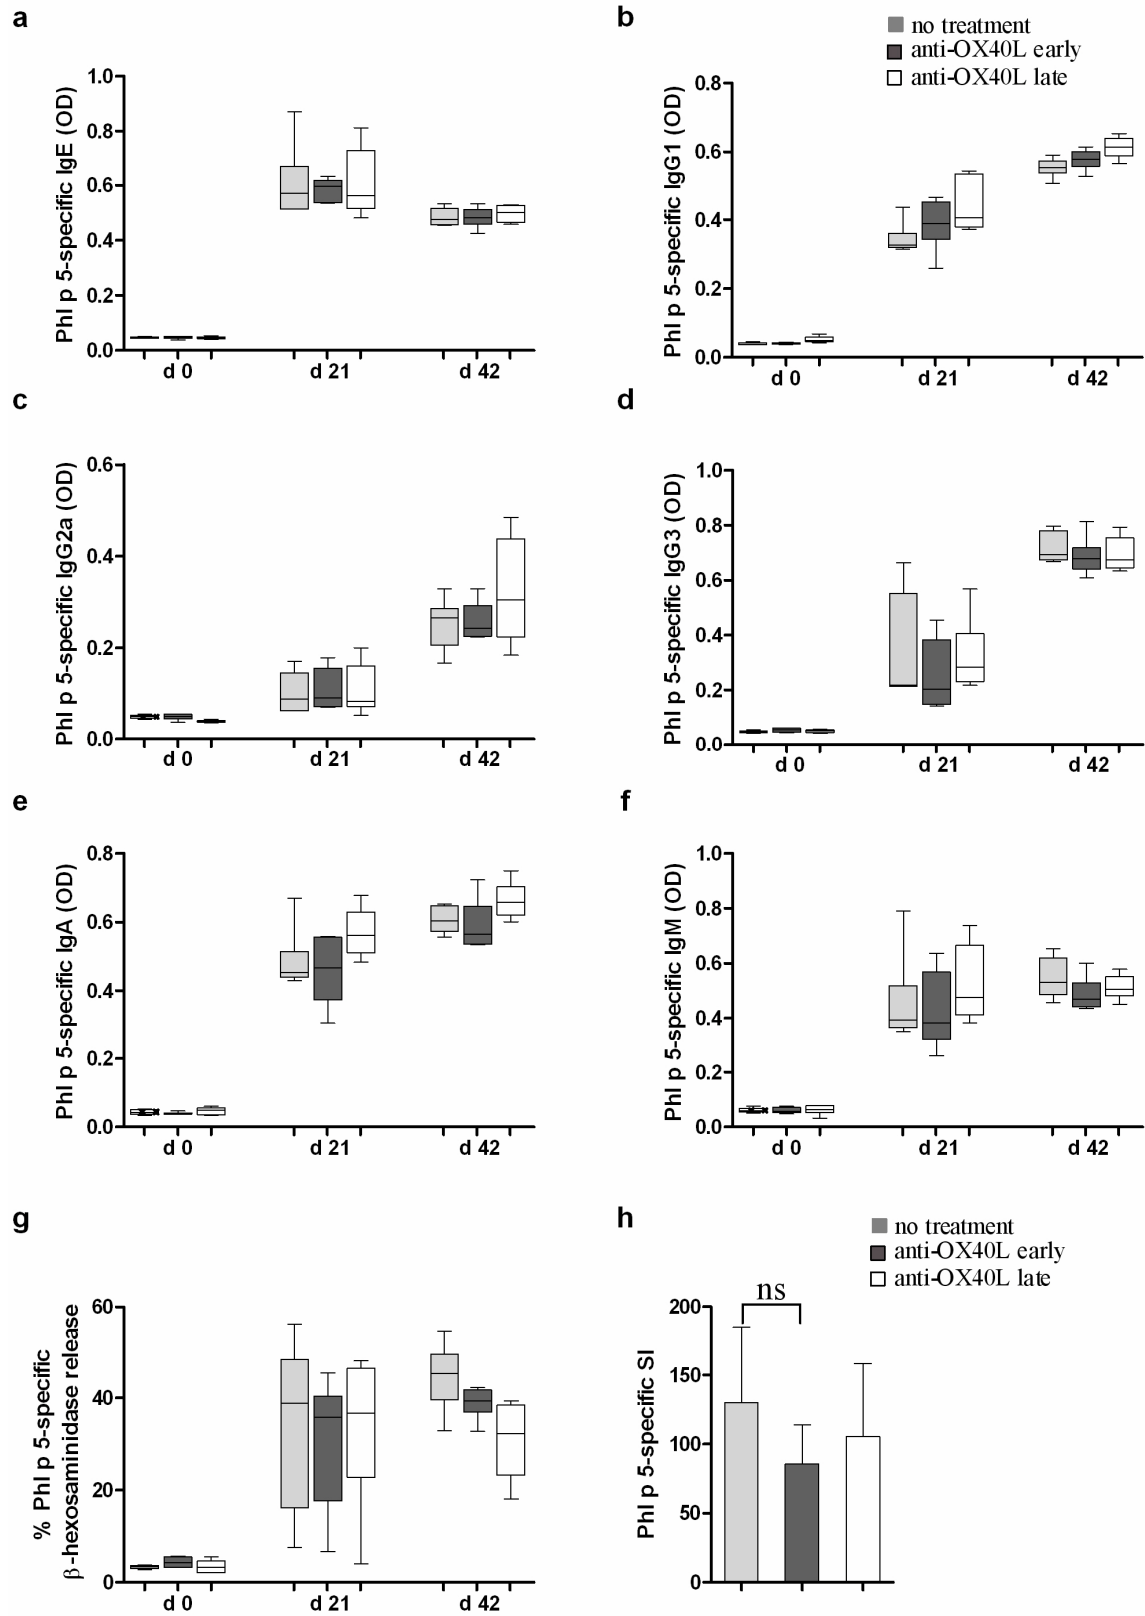 a
1.0
0.8
0.6
0.4
0.2
0.0
Phl p 5-specific IgE (OD)
d 0
d 21
d 42
b
no treatment
anti-OX40L early
anti-OX40L late
0.8
0.6
0.4
0.2
0.0
Phl p 5-specific IgG1 (OD)
d 0
d 21
d 42
c
0.6
0.4
0.2
0.0
Phl p 5-specific IgG2a (OD)
d 0
d 21
d 42
d
1.0
0.8
0.6
0.4
0.2
0.0
Phl p 5-specific IgG3 (OD)
d 0
d 21
d 42
e
0.8
0.6
0.4
0.2
0.0
Phl p 5-specific IgA (OD)
d 0
d 21
d 42
f
1.0
0.8
0.6
0.4
0.2
0.0
Phl p 5-specific IgM (OD)
d 0
d 21
d 42
g
60
40
20
0
% Phl p 5-specific
β-hexosaminidase release
d 0
d 21
d 42
h
no treatment
anti-OX40L early
anti-OX40L late
ns
200
150
100
50
0
Phl p 5-specific SI